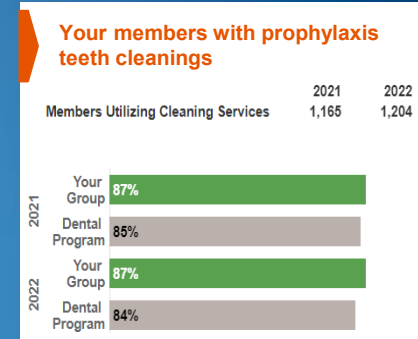 Your members with prophylaxis
teeth cleanings
2021 2022
Members Utilizing Cleaning Services 1,165 1,204
2021
Your
Group 87%
Dental
Program 85%
2022
Your
Group 87%
Dental
Program 84%